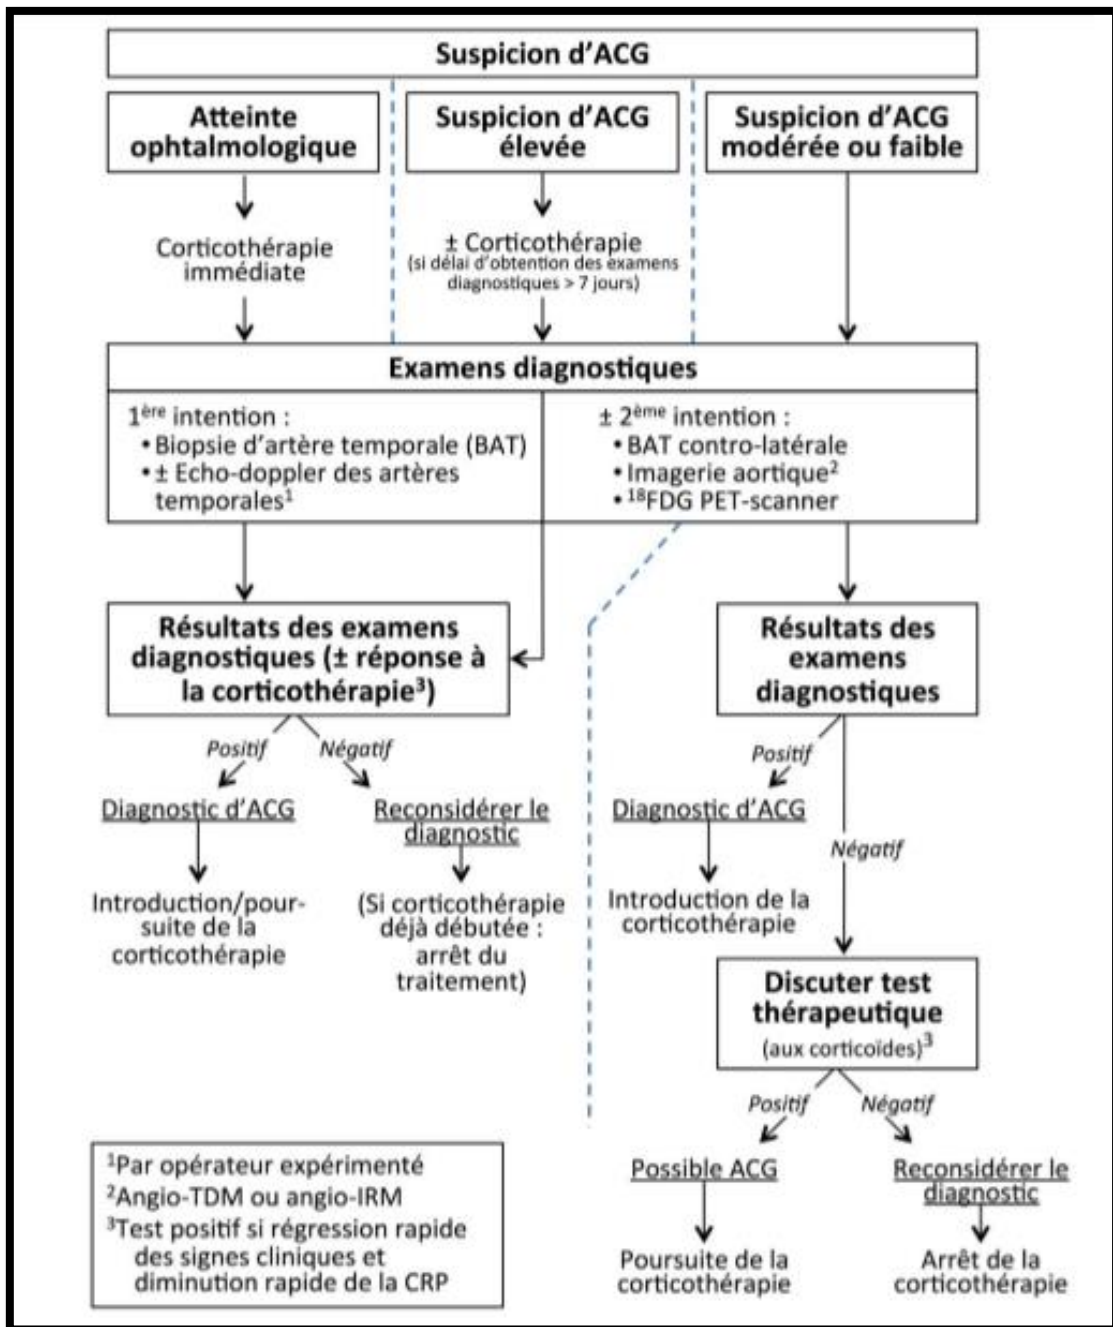 Suspicion d'ACG
Atteinte
ophtalmologique
Suspicion d'ACG
élevée
Suspicion d'ACG
modérée ou faible
Corticothérapie
immédiate
± Corticothérapie
(si délai d'obtention des examens
diagnostiques > 7 jours)
Examens diagnostiques
1ère intention :
• Biopsie d'artère temporale (BAT)
• ± Echo-doppler des artères
temporales1
± 2ème intention :
• BAT contro-latérale
• Imagerie aortique2
• 18FDG PET-scanner
Résultats des examens
diagnostiques (± réponse à
la corticothérapie3)
Positif
Négatif
Diagnostic d'ACG
Reconsidérer le
diagnostic
Introduction/pour-
suite de la
corticothérapie
(Si corticothérapie
déjà débutée :
arrêt du
traitement)
Résultats des
examens
diagnostiques
Positif
Négatif
Diagnostic d'ACG
Introduction de la
corticothérapie
Discuter test
thérapeutique
(aux corticoïdes)3
Positif
Négatif
Possible ACG
Reconsidérer le
diagnostic
Poursuite de la
corticothérapie
Arrêt de la
corticothérapie
1Par opérateur expérimenté
2Angio-TDM ou angio-IRM
3Test positif si régression rapide
des signes cliniques et
diminution rapide de la CRP